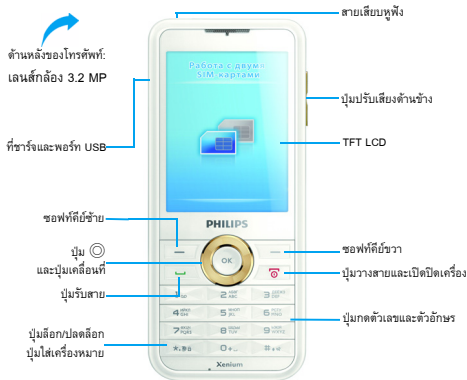 สายเสียบหูฟัง
ด้านหลังของโทรศัพท์:
เลนส์กล้อง 3.2 MP
Работа с двумя
SIM-картами
ปุ่มปรับเสียงด้านข้าง
ที่ชาร์จและพอร์ท USB
TFT LCD
ซอฟท์คีย์ซ้าย
PHILIPS
ปุ่ม
และปุ่มเคลื่อนที่
OK
ซอฟท์คีย์ขวา
ปุ่มวางสายและเปิดปิดเครื่อง
ปุ่มรับสาย
ปุ่มกดตัวเลขและตัวอักษร
ปุ่มล็อก/ปลดล็อก
ปุ่มใส่เครื่องหมาย
Xenium